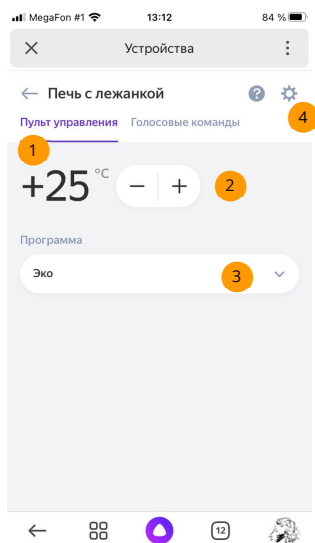 MegaFon #1 13:12 84 %
Устройства
Печь с лежанкой ?
4
Пульт управления Голосовые команды
1
+25 °C − + 2
Программа
Эко 3
12